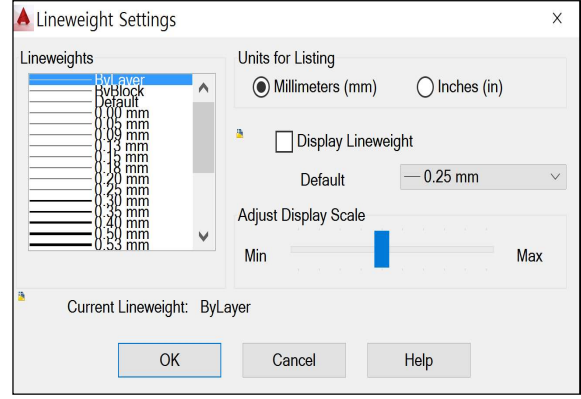 Lineweight Settings
Lineweights
ByLayer
ByBlock
Default
0.00 mm
0.05 mm
0.09 mm
0.13 mm
0.15 mm
0.18 mm
0.20 mm
0.25 mm
0.30 mm
0.35 mm
0.40 mm
0.50 mm
0.53 mm
Units for Listing
Millimeters (mm) Inches (in)
Display Lineweight
Default 0.25 mm
Adjust Display Scale
Min Max
Current Lineweight: ByLayer
OK Cancel Help